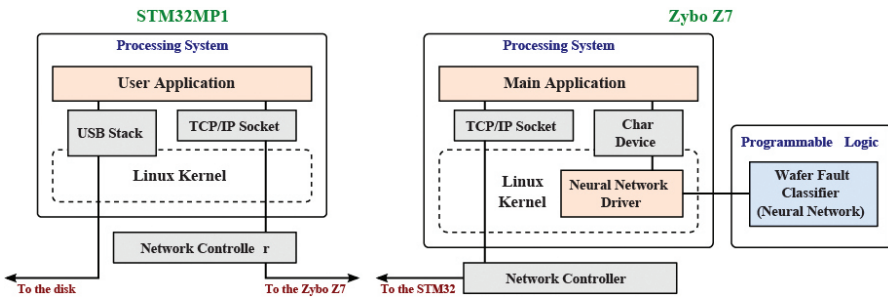 STM32MP1
Processing System
User Application
USB Stack
TCP/IP Socket
Linux Kernel
Network Controlle r
To the disk
To the Zybo Z7
Zybo Z7
Processing System
Main Application
TCP/IP Socket
Char
Device
Linux
Kernel
Neural Network
Driver
Network Controller
To the STM32
Programmable Logic
Wafer Fault
Classifier
(Neural Network)